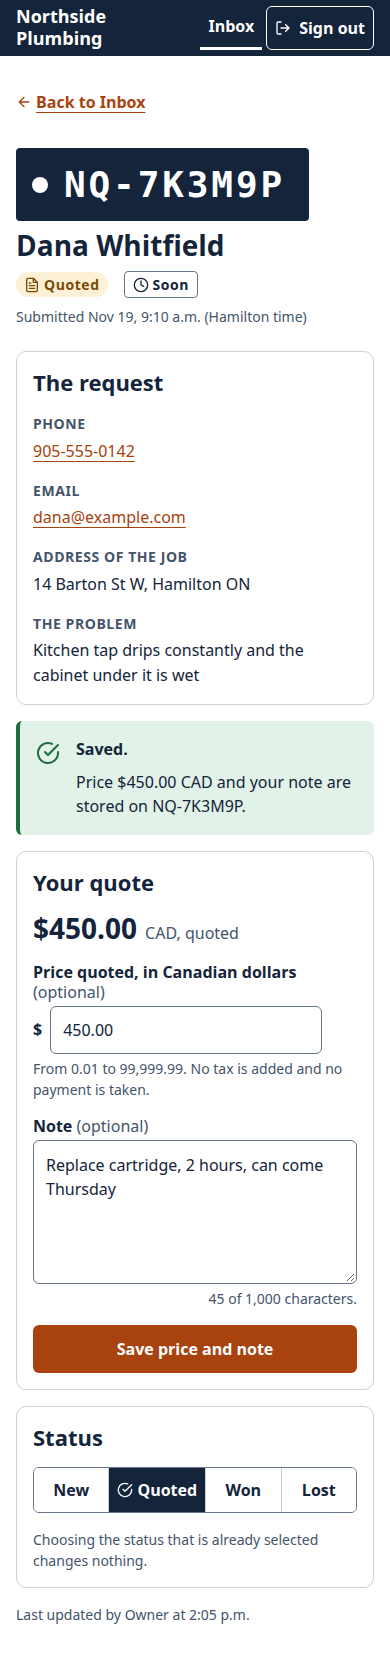 Northside
Plumbing
Inbox
Sign out
Back to Inbox
NQ-7K3M9P
Dana Whitfield
Quoted
Soon
Submitted Nov 19, 9:10 a.m. (Hamilton time)
The request
PHONE
905-555-0142
EMAIL
dana@example.com
ADDRESS OF THE JOB
14 Barton St W, Hamilton ON
THE PROBLEM
Kitchen tap drips constantly and the
cabinet under it is wet
Saved.
Price $450.00 CAD and your note are
stored on NQ-7K3M9P.
Your quote
$450.00 CAD, quoted
Price quoted, in Canadian dollars
(optional)
$ 450.00
From 0.01 to 99,999.99. No tax is added and no
payment is taken.
Note (optional)
Replace cartridge, 2 hours, can come
Thursday
45 of 1,000 characters.
Save price and note
Status
New
Quoted
Won
Lost
Choosing the status that is already selected
changes nothing.
Last updated by Owner at 2:05 p.m.